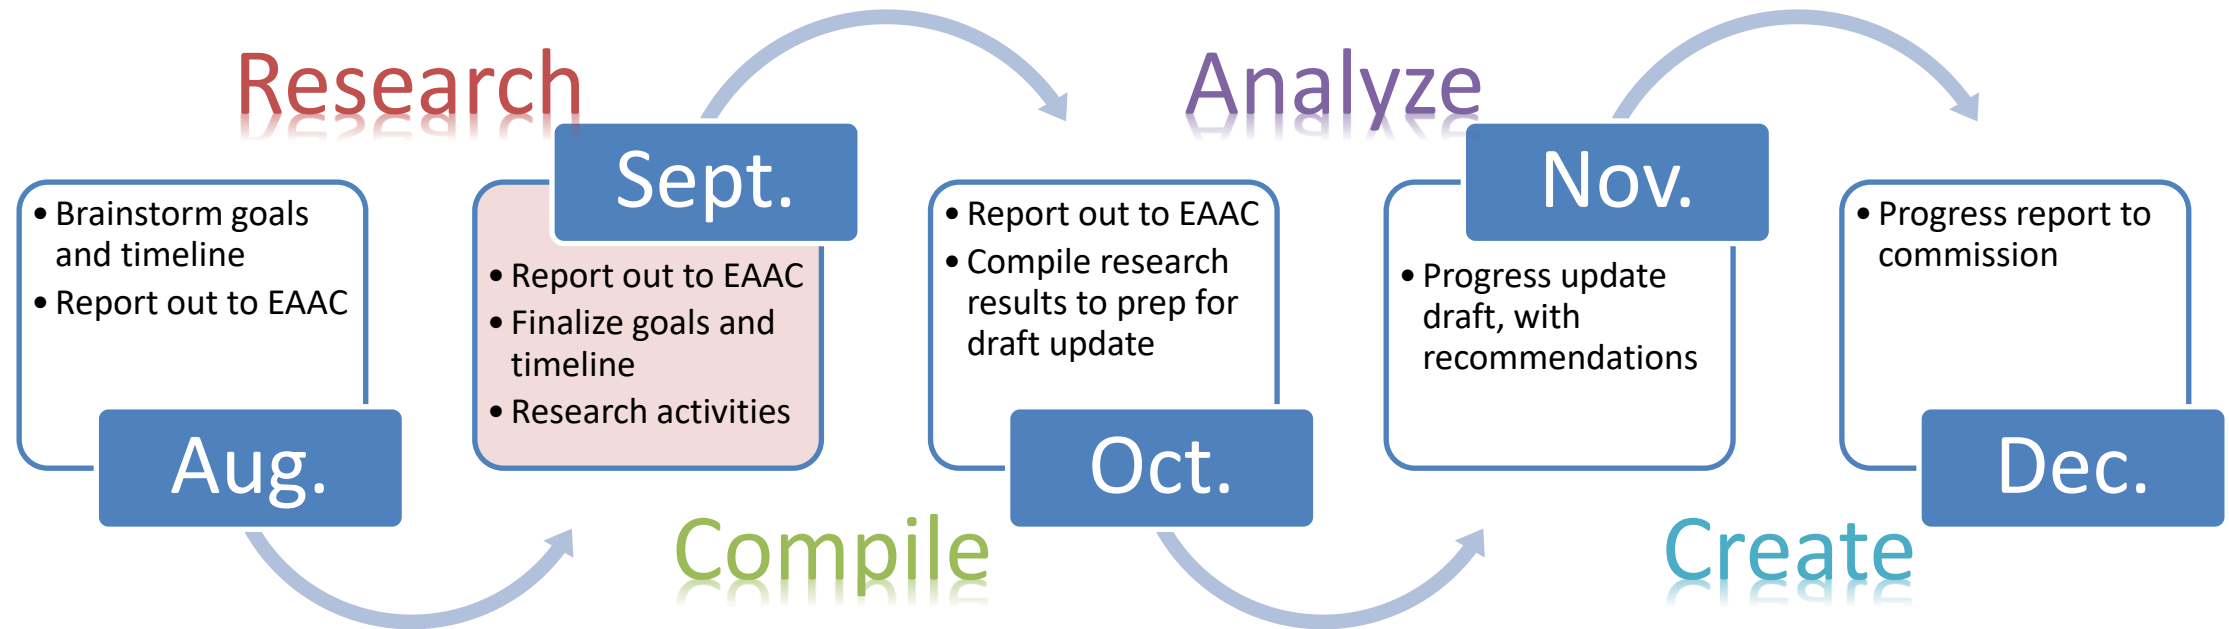 Research
Analyze
Sept.
Nov.
• Brainstorm goals
and timeline
• Report out to EAAC
Aug.
• Report out to EAAC
• Finalize goals and
timeline
• Research activities
• Report out to EAAC
• Compile research
results to prep for
draft update
Oct.
• Progress update
draft, with
recommendations
• Progress report to
commission
Dec.
Compile
Create